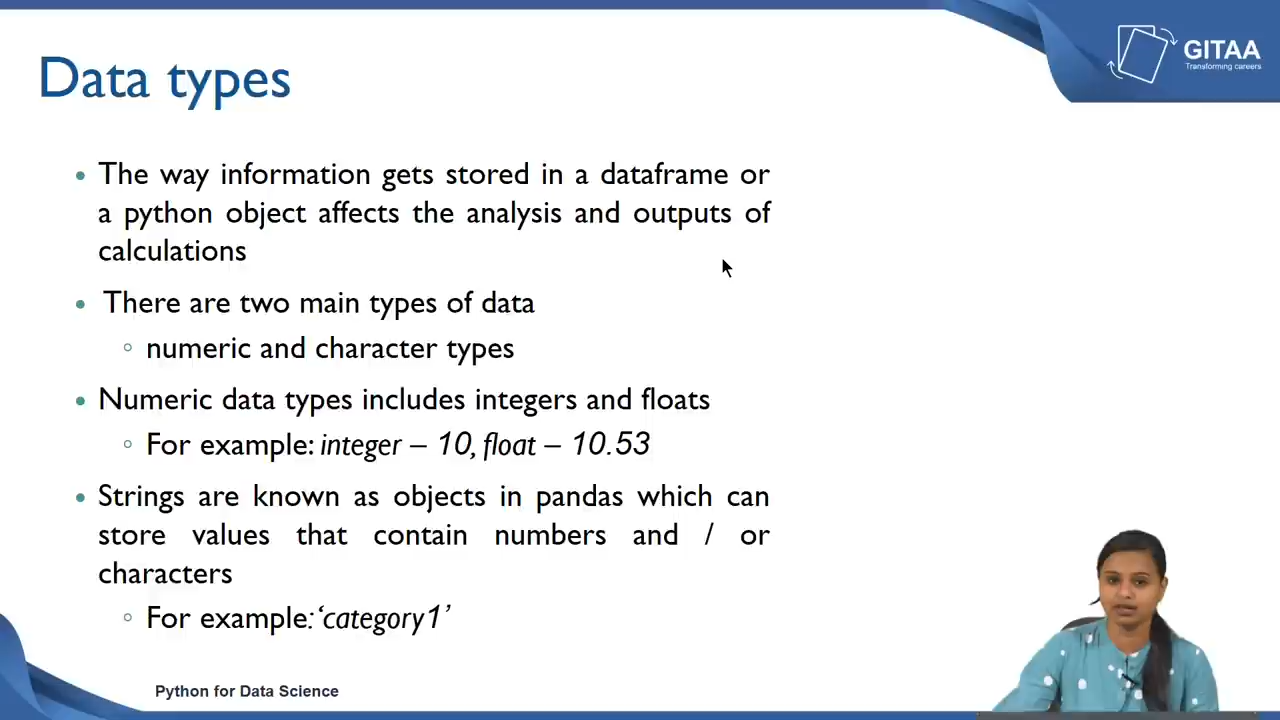 Data types
GITAA
Transforming careers
• The way information gets stored in a dataframe or
a python object affects the analysis and outputs of
calculations
• There are two main types of data
◦ numeric and character types
• Numeric data types includes integers and floats
◦ For example: integer – 10, float – 10.53
• Strings are known as objects in pandas which can
store values that contain numbers and / or
characters
◦ For example: ‘category1’
Python for Data Science